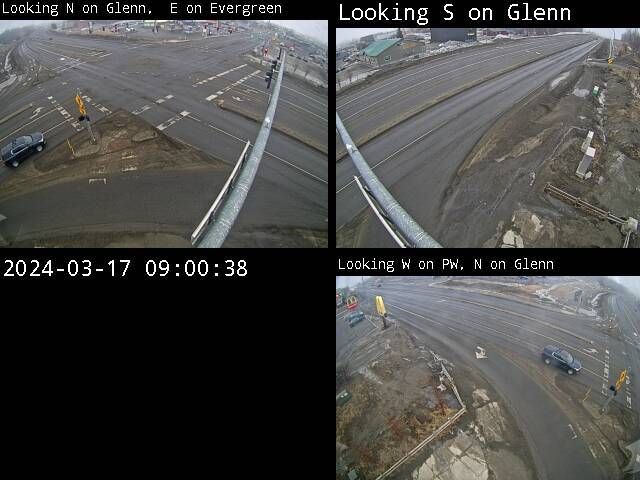 Looking N on Glenn,  E on Evergreen
Looking S on Glenn
2024-03-17 09:00:38
Looking W on PW, N on Glenn